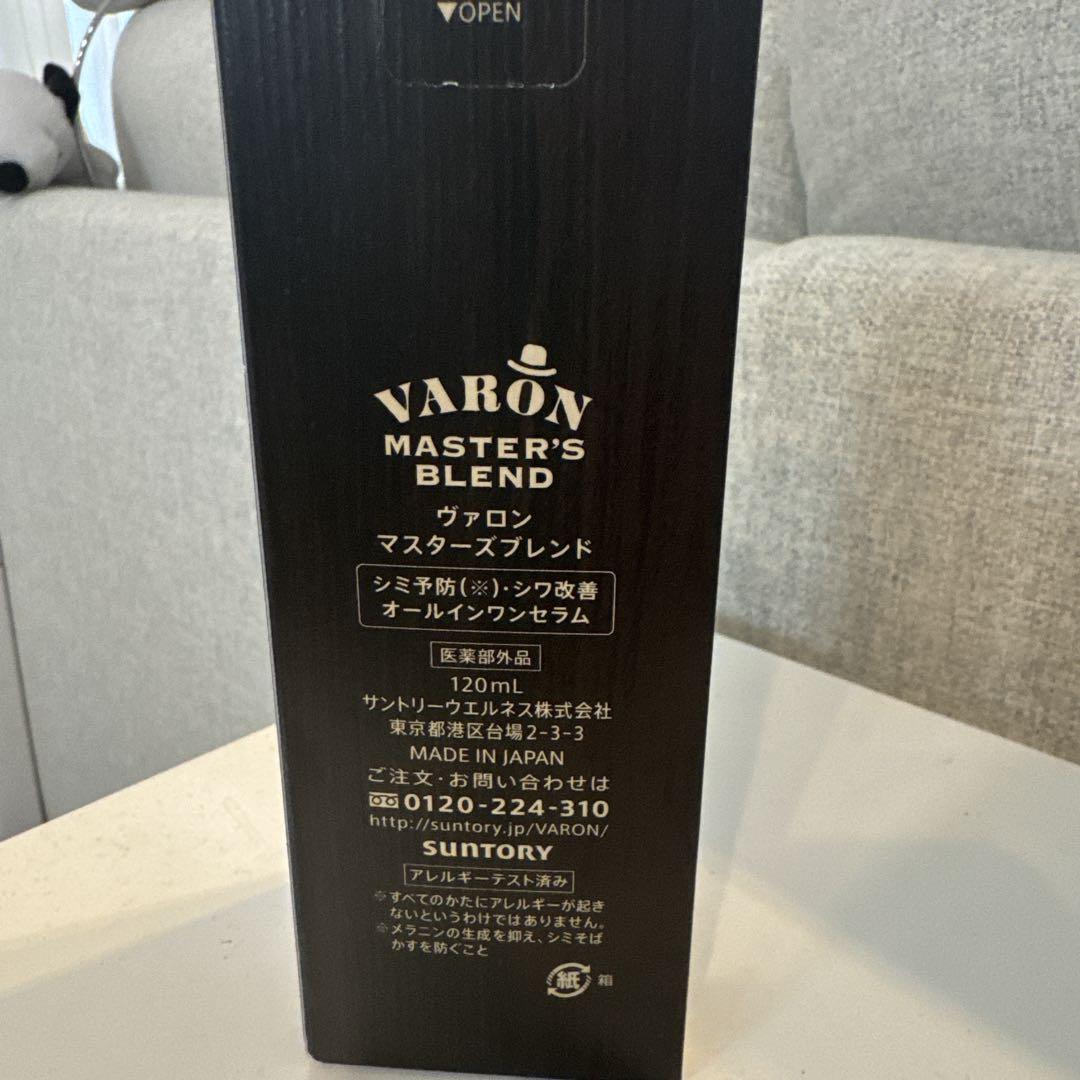 ▼OPEN
VARON
MASTER'S
BLEND
ヴァロン
マスターズブレンド
シミ予防(※)・シワ改善
オールインワンセラム
医薬部外品
120mL
サントリーウエルネス株式会社
東京都港区台場2-3-3
MADE IN JAPAN
ご注文・お問い合わせは
0120-224-310
http://suntory.jp/VARON/
SUNTORY
アレルギーテスト済み
※すべてのかたにアレルギーが起き
ないというわけではありません。
※メラニンの生成を抑え、シミそば
かすを防ぐこと
紙 箱